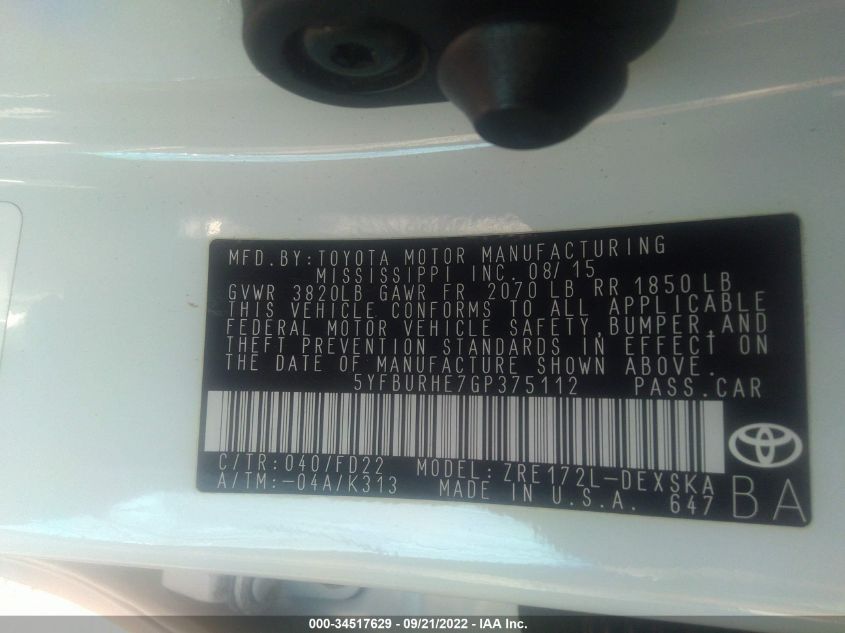 MFD.BY:TOYOTA MOTOR MANUFACTURING
MISSISSIPPI INC. 08/15
GVWR 3820LB GAWR FR 2070 LB RR 1850 LB
THIS VEHICLE CONFORMS TO ALL APPLICABLE
FEDERAL MOTOR VEHICLE SAFETY,BUMPER,AND
THEFT PREVENTION STANDARDS IN EFFECT ON
THE DATE OF MANUFACTURE SHOWN ABOVE.
5YFBURHE7GP375112 PASS.CAR
C/TR:040/FD22 MODEL:ZRE172L-DEXSKA
A/TM:-04A/K313 MADE IN U.S.A. 647
BA
000-34517629 - 09/21/2022 - IAA Inc.